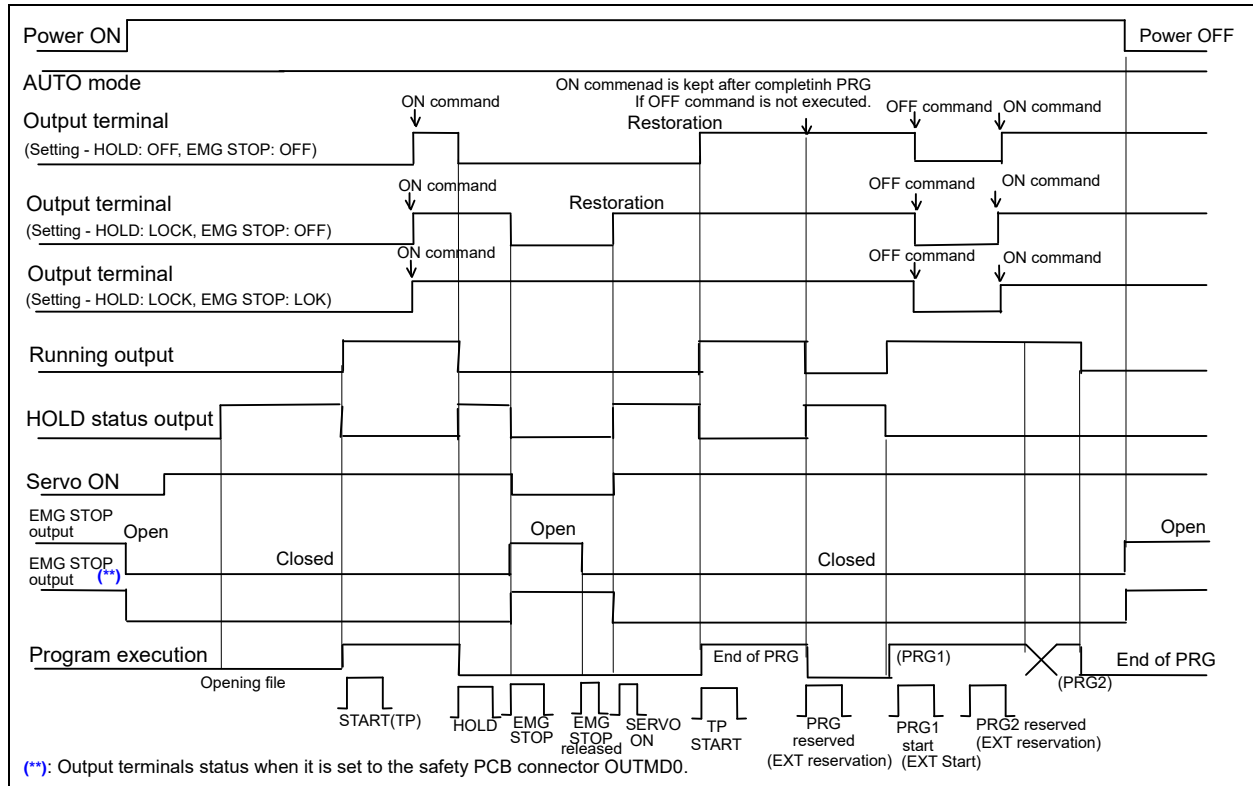 Power ON
Power OFF
AUTO mode
ON commenad is kept after completinh PRG
If OFF command is not executed.
ON command
OFF command
ON command
Output terminal
Restoration
(Setting - HOLD: OFF, EMG STOP: OFF)
ON command
OFF command
ON command
Output terminal
Restoration
(Setting - HOLD: LOCK, EMG STOP: OFF)
ON command
OFF command
ON command
Output terminal
(Setting - HOLD: LOCK, EMG STOP: LOK)
Running output
HOLD status output
Servo ON
EMG STOP
output
Open
Open
Open
Closed
Closed
EMG STOP
output (**)
Program execution
End of PRG
(PRG1)
(PRG2)
End of PRG
Opening file
START(TP)
HOLD
EMG
STOP
EMG
STOP
released
SERVO
ON
TP
START
PRG
reserved
(EXT reservation)
PRG1
start
(EXT Start)
PRG2 reserved
(EXT reservation)
(**): Output terminals status when it is set to the safety PCB connector OUTMD0.